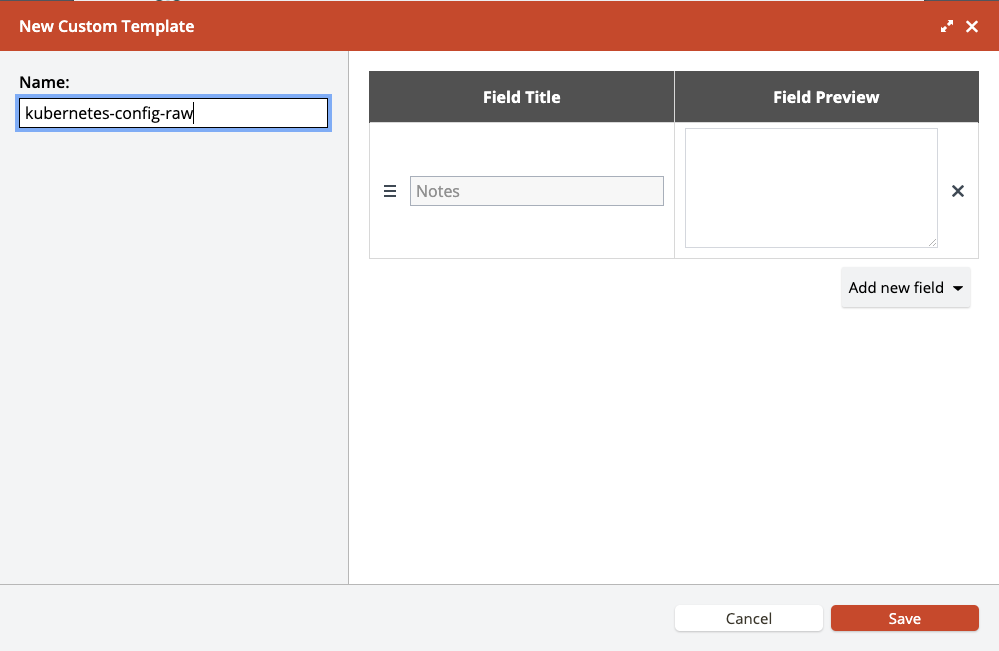 New Custom Template
Name:
kubernetes-config-raw
Field Title
Field Preview
Notes
Add new field
Cancel
Save